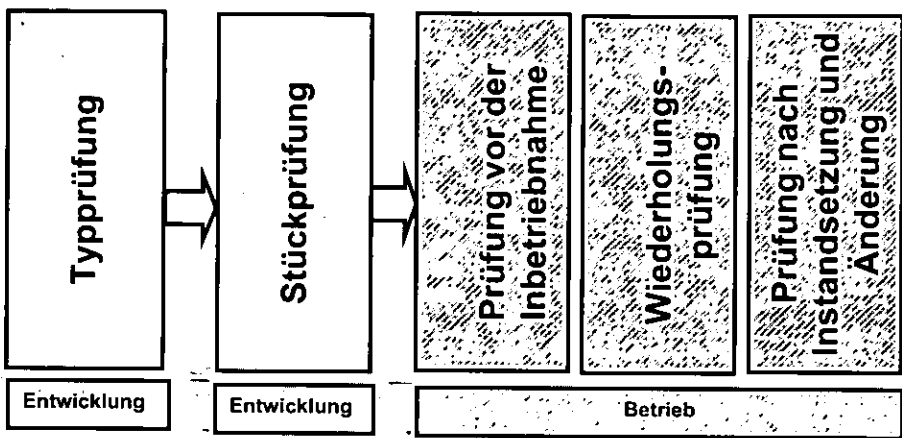 Typprüfung
Stückprüfung
Prüfung vor der
Inbetriebnahme
Wiederholungs-
prüfung
Prüfung nach
Instandsetzung und
Änderung
Entwicklung
Entwicklung
Betrieb